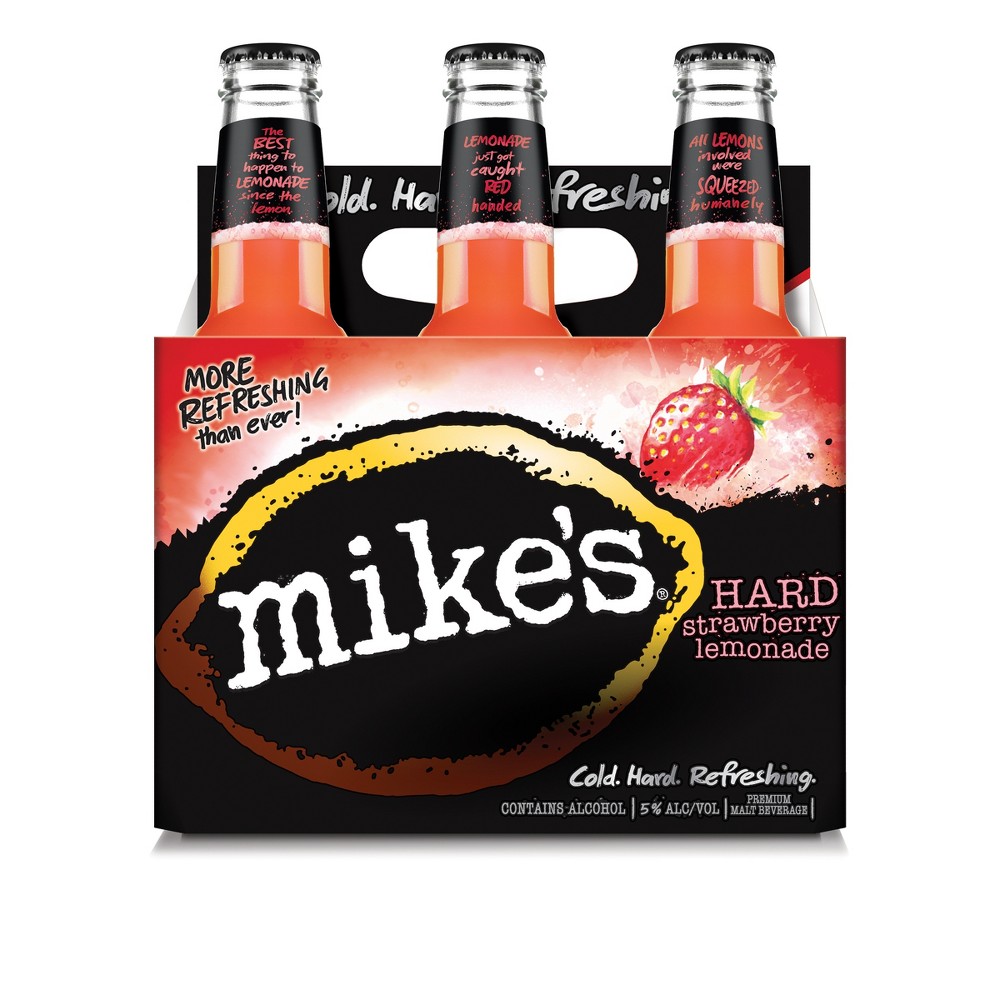 The
BEST
thing to
happen to
LEMONADE
since the
lemon.
LEMONADE
just got
caught
RED
handed
All LEMONS
involved
were
SQUEEZED
humanely
Cold. Ha freshin
MORE
REFRESHING
than ever!
mike's®
HARD
strawberry
lemonade
Cold. Hard. Refreshing.
CONTAINS ALCOHOL | 5% ALC/VOL | PREMIUM
MALT BEVERAGE |